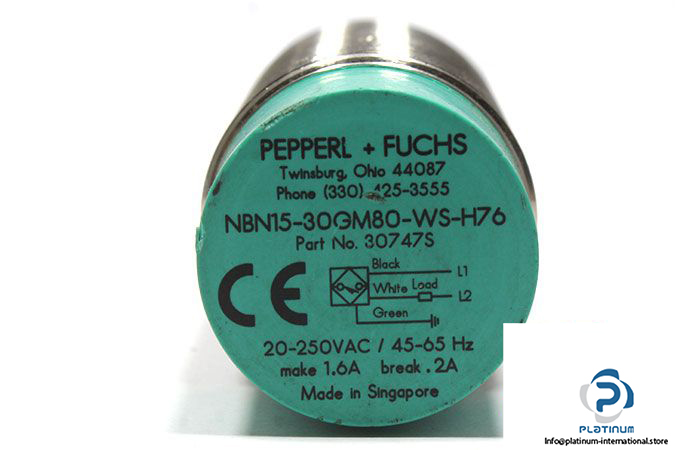 PEPPERL + FUCHS
Twinsburg, Ohio 44087
Phone (330) 425-3555
NBN15-30GM80-WS-H76
Part No. 30747S
CE
Black
L1
White Load
L2
Green
20-250VAC / 45-65 Hz
make 1.6A break .2A
Made in Singapore
PLATINUM
Info@platinum-international.store